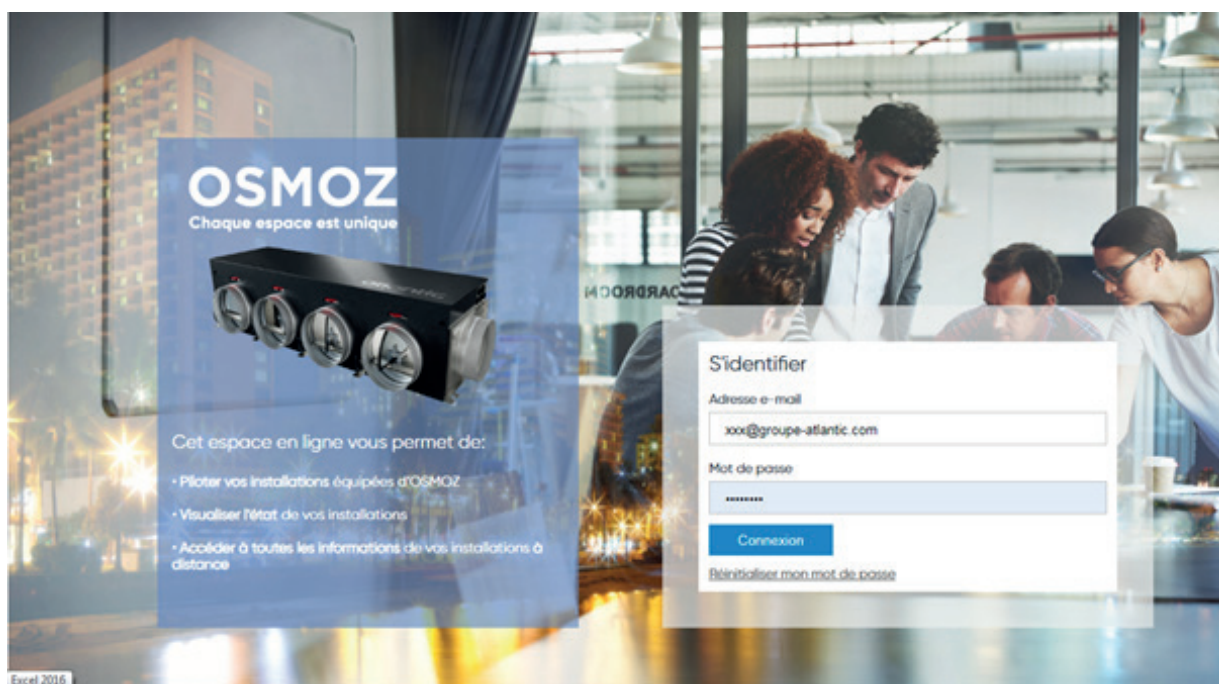 OSMOZ
Chaque espace est unique
atlantic
Cet espace en ligne vous permet de:
• Piloter vos installations équipées d'OSMOZ
• Visualiser l'état de vos installations
• Accéder à toutes les informations de vos installations à
distance
S'identifier
Adresse e-mail
xxx@groupe-atlantic.com
Mot de passe
••••••••
Connexion
Réinitialiser mon mot de passe
Excel 2016